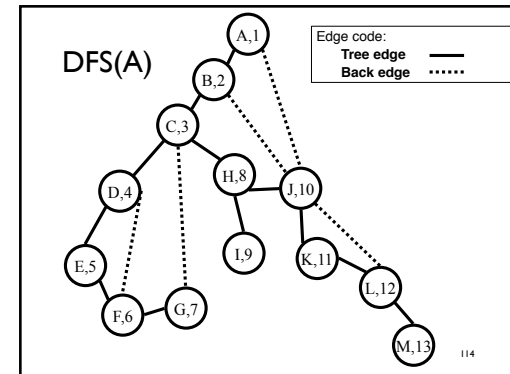 DFS(A)
A,1
Edge code:
Tree edge
Back edge
B,2
C,3
D,4
H,8
J,10
E,5
I,9
K,11
F,6
G,7
L,12
M,13
114